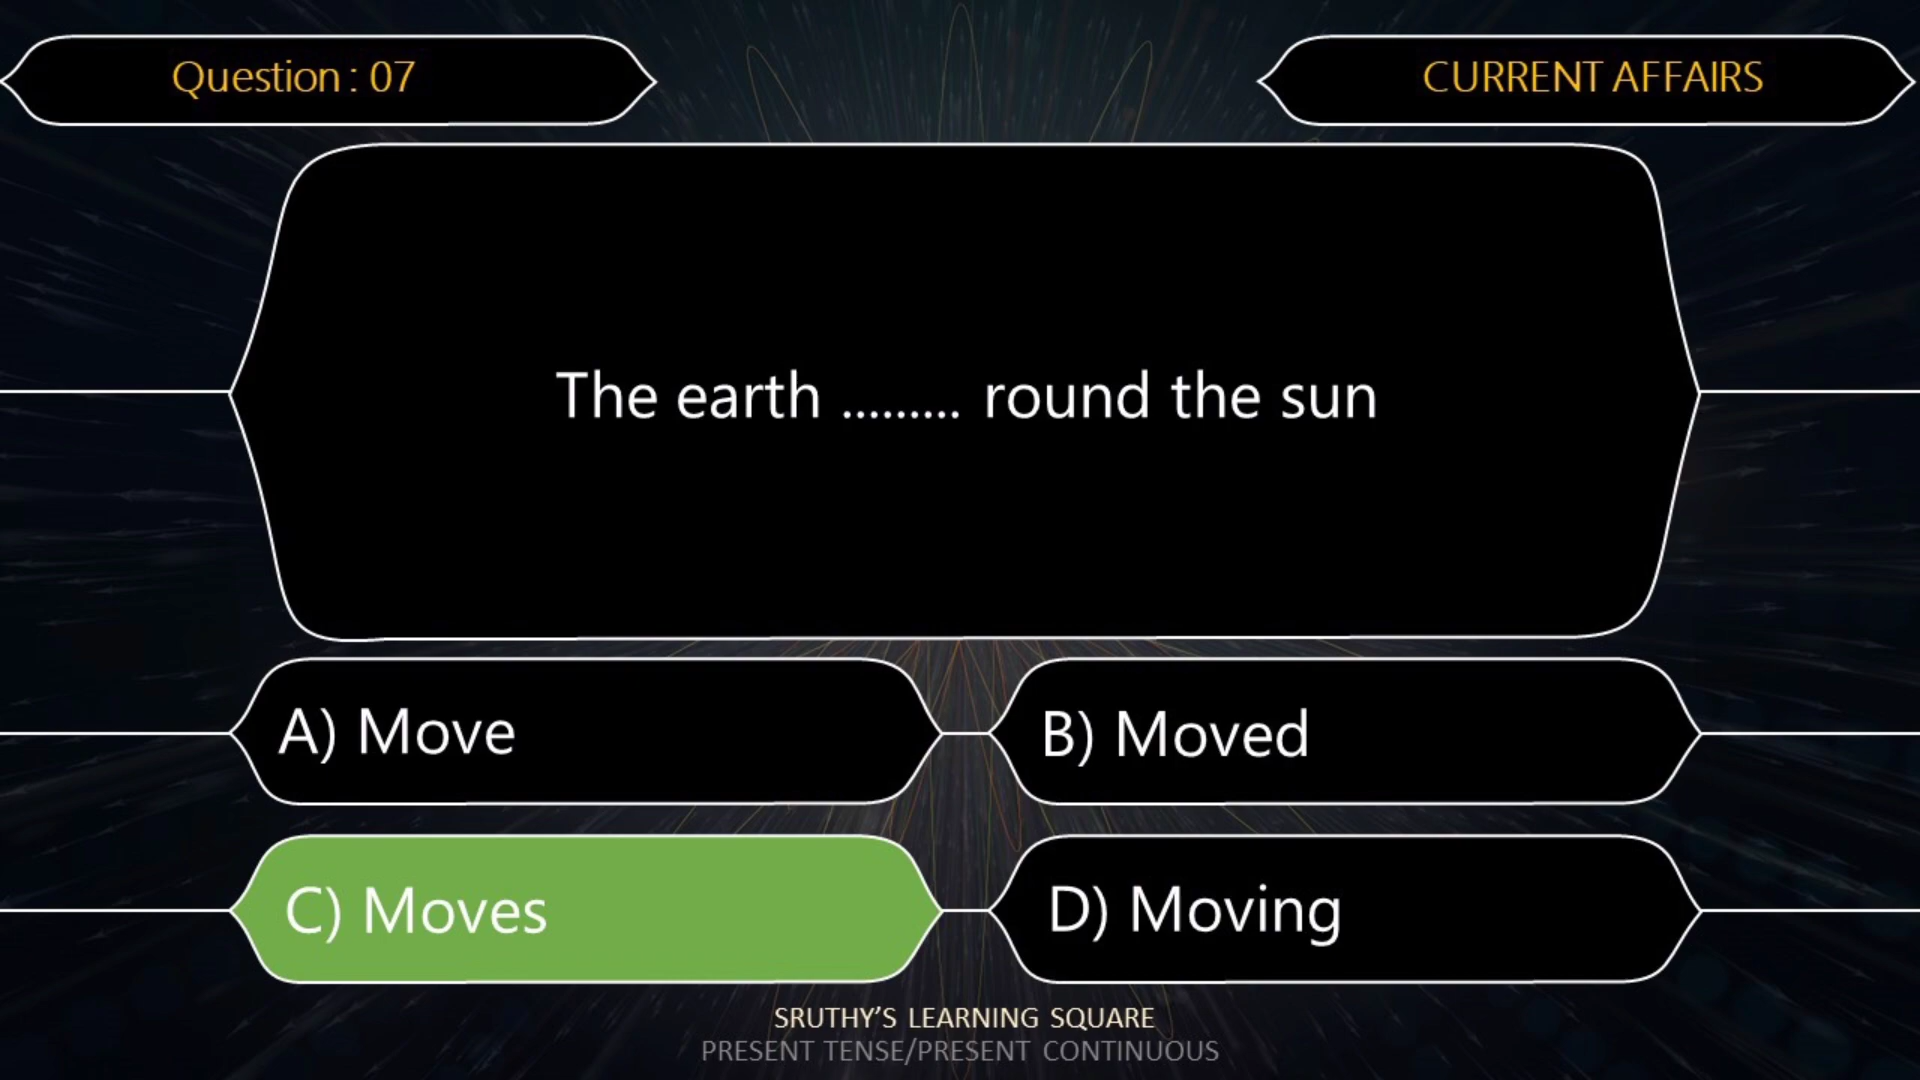 Question : 07
CURRENT AFFAIRS
The earth ......... round the sun
A) Move
B) Moved
C) Moves
D) Moving
SRUTHY’S LEARNING SQUARE
PRESENT TENSE/PRESENT CONTINUOUS